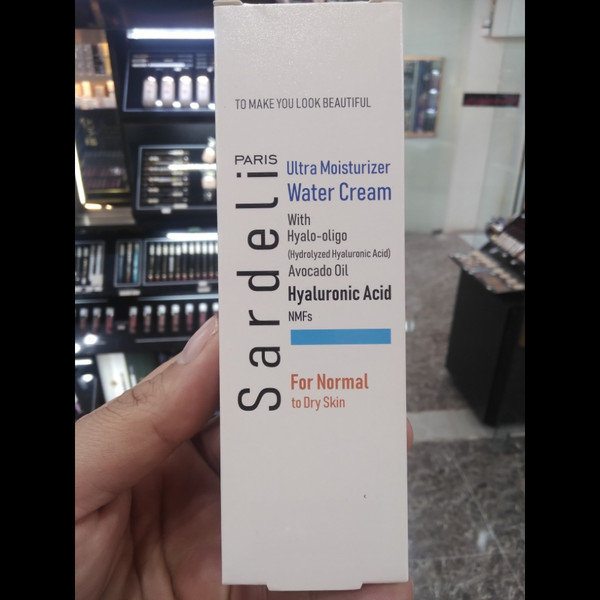 TO MAKE YOU LOOK BEAUTIFUL
PARIS
Sardeli
Ultra Moisturizer
Water Cream
With
Hyalo-oligo
(Hydrolyzed Hyaluronic Acid)
Avocado Oil
Hyaluronic Acid
NMFs
For Normal
to Dry Skin